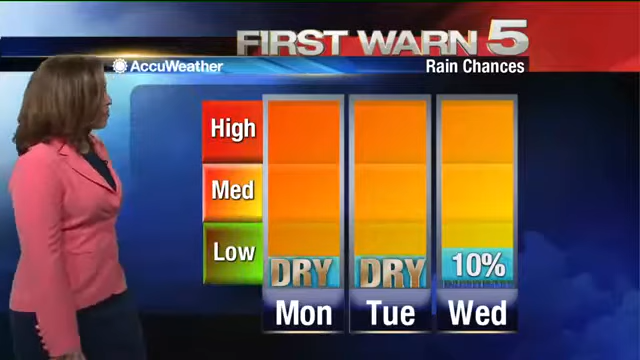 FIRST WARN 5
AccuWeather
Rain Chances
High
Med
Low
DRY
DRY
10%
Mon
Tue
Wed